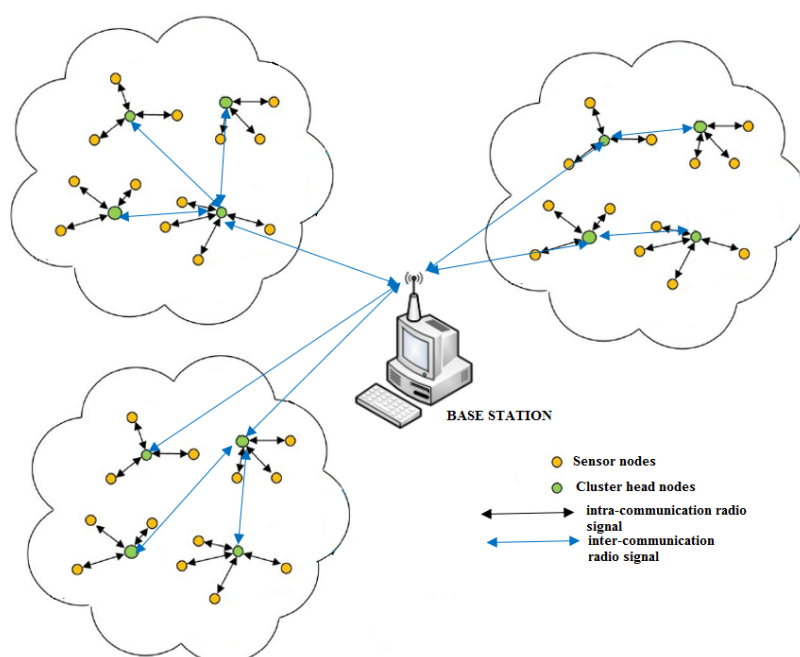 BASE STATION
Sensor nodes
Cluster head nodes
intra-communication radio
signal
inter-communication
radio signal